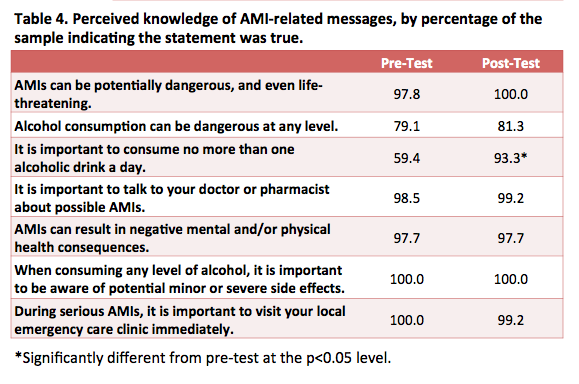 Table 4. Perceived knowledge of AMI-related messages, by percentage of the
sample indicating the statement was true.
Pre-Test Post-Test
AMIs can be potentially dangerous, and even life-
threatening. 97.8 100.0
Alcohol consumption can be dangerous at any level. 79.1 81.3
It is important to consume no more than one
alcoholic drink a day. 59.4 93.3*
It is important to talk to your doctor or pharmacist
about possible AMIs. 98.5 99.2
AMIs can result in negative mental and/or physical
health consequences. 97.7 97.7
When consuming any level of alcohol, it is important
to be aware of potential minor or severe side effects. 100.0 100.0
During serious AMIs, it is important to visit your local
emergency care clinic immediately. 100.0 99.2
*Significantly different from pre-test at the p<0.05 level.